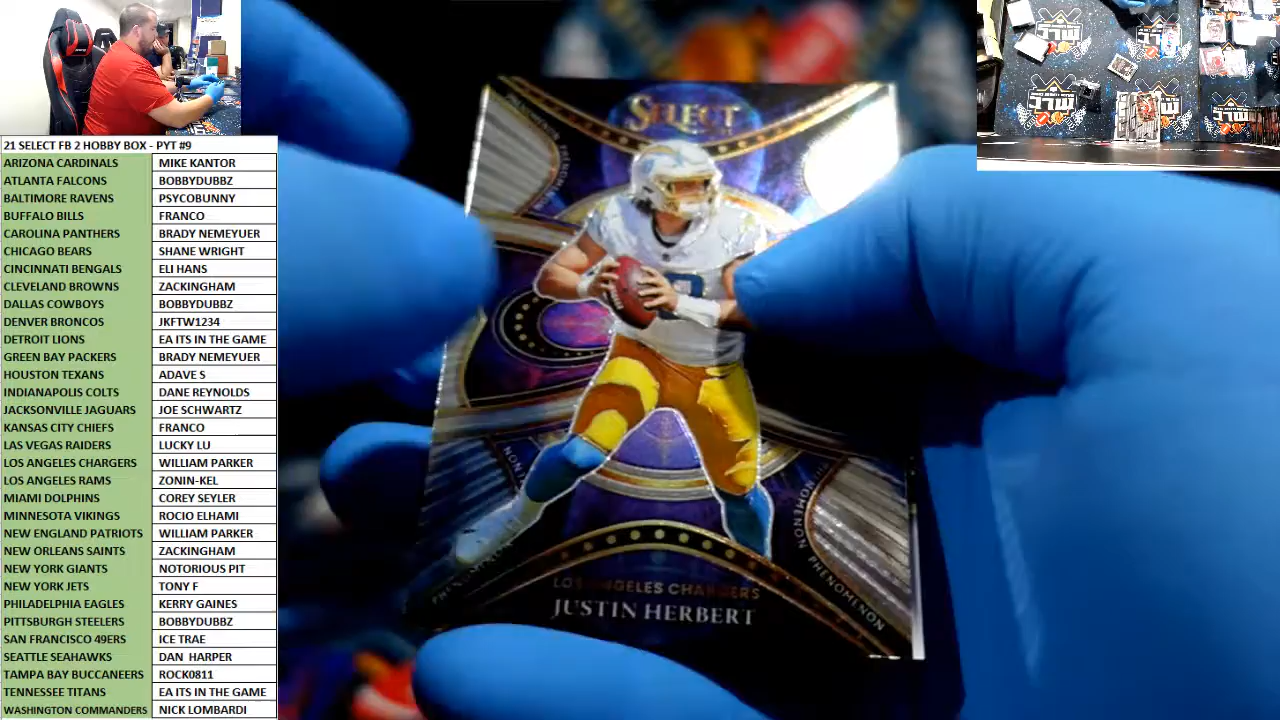 21 SELECT FB 2 HOBBY BOX - PYT #9
ARIZONA CARDINALS MIKE KANTOR
ATLANTA FALCONS BOBBYDUBBZ
BALTIMORE RAVENS PSYCOBUNNY
BUFFALO BILLS FRANCO
CAROLINA PANTHERS BRADY NEMEYUER
CHICAGO BEARS SHANE WRIGHT
CINCINNATI BENGALS ELI HANS
CLEVELAND BROWNS ZACKINGHAM
DALLAS COWBOYS BOBBYDUBBZ
DENVER BRONCOS JKFTW1234
DETROIT LIONS EA ITS IN THE GAME
GREEN BAY PACKERS BRADY NEMEYUER
HOUSTON TEXANS ADAVE S
INDIANAPOLIS COLTS DANE REYNOLDS
JACKSONVILLE JAGUARS JOE SCHWARTZ
KANSAS CITY CHIEFS FRANCO
LAS VEGAS RAIDERS LUCKY LU
LOS ANGELES CHARGERS WILLIAM PARKER
LOS ANGELES RAMS ZONIN-KEL
MIAMI DOLPHINS COREY SEYLER
MINNESOTA VIKINGS ROCIO ELHAMI
NEW ENGLAND PATRIOTS WILLIAM PARKER
NEW ORLEANS SAINTS ZACKINGHAM
NEW YORK GIANTS NOTORIOUS PIT
NEW YORK JETS TONY F
PHILADELPHIA EAGLES KERRY GAINES
PITTSBURGH STEELERS BOBBYDUBBZ
SAN FRANCISCO 49ERS ICE TRAE
SEATTLE SEAHAWKS DAN HARPER
TAMPA BAY BUCCANEERS ROCK0811
TENNESSEE TITANS EA ITS IN THE GAME
WASHINGTON COMMANDERS NICK LOMBARDI
SELECT
PHENOMENON
PHENOMENON
LOS ANGELES CHARGERS
JUSTIN HERBERT